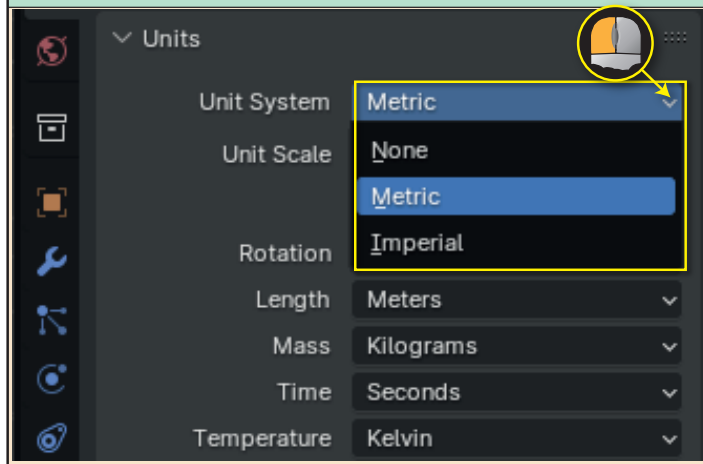 Units
Unit System Metric
Unit Scale None
Metric
Rotation Imperial
Length Meters
Mass Kilograms
Time Seconds
Temperature Kelvin